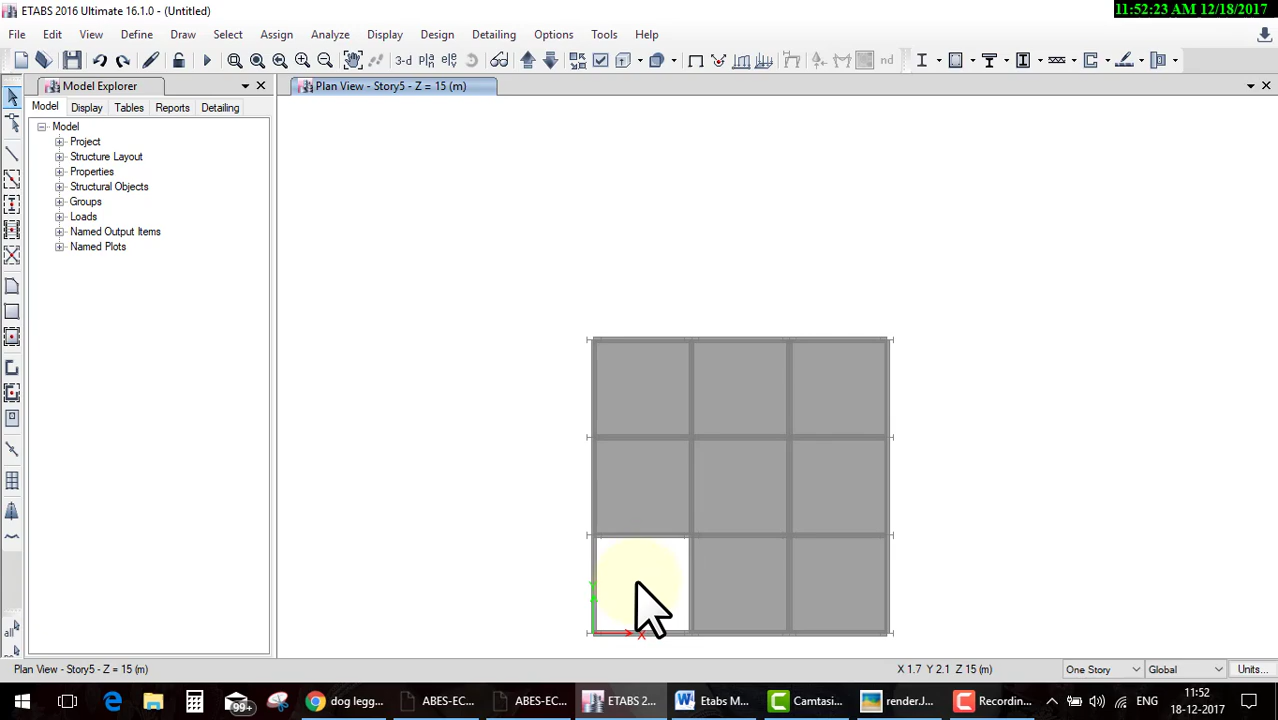 ETABS 2016 Ultimate 16.1.0 - (Untitled)
11:52:23 AM 12/18/2017
File Edit View Define Draw Select Assign Analyze Display Design Detailing Options Tools Help
3-d nd
Model Explorer
Plan View - Story5 - Z = 15 (m)
Model Display Tables Reports Detailing
Model
Project
Structure Layout
Properties
Structural Objects
Groups
Loads
Named Output Items
Named Plots
X
all
Plan View - Story5 - Z = 15 (m)
X 1.7 Y 2.1 Z 15 (m)
One Story
Global
Units...
99+
dog legg...
ABES-EC...
ABES-EC...
ETABS 2...
Etabs M...
Camtasi...
render.J...
Recordin...
ENG
11:52
18-12-2017